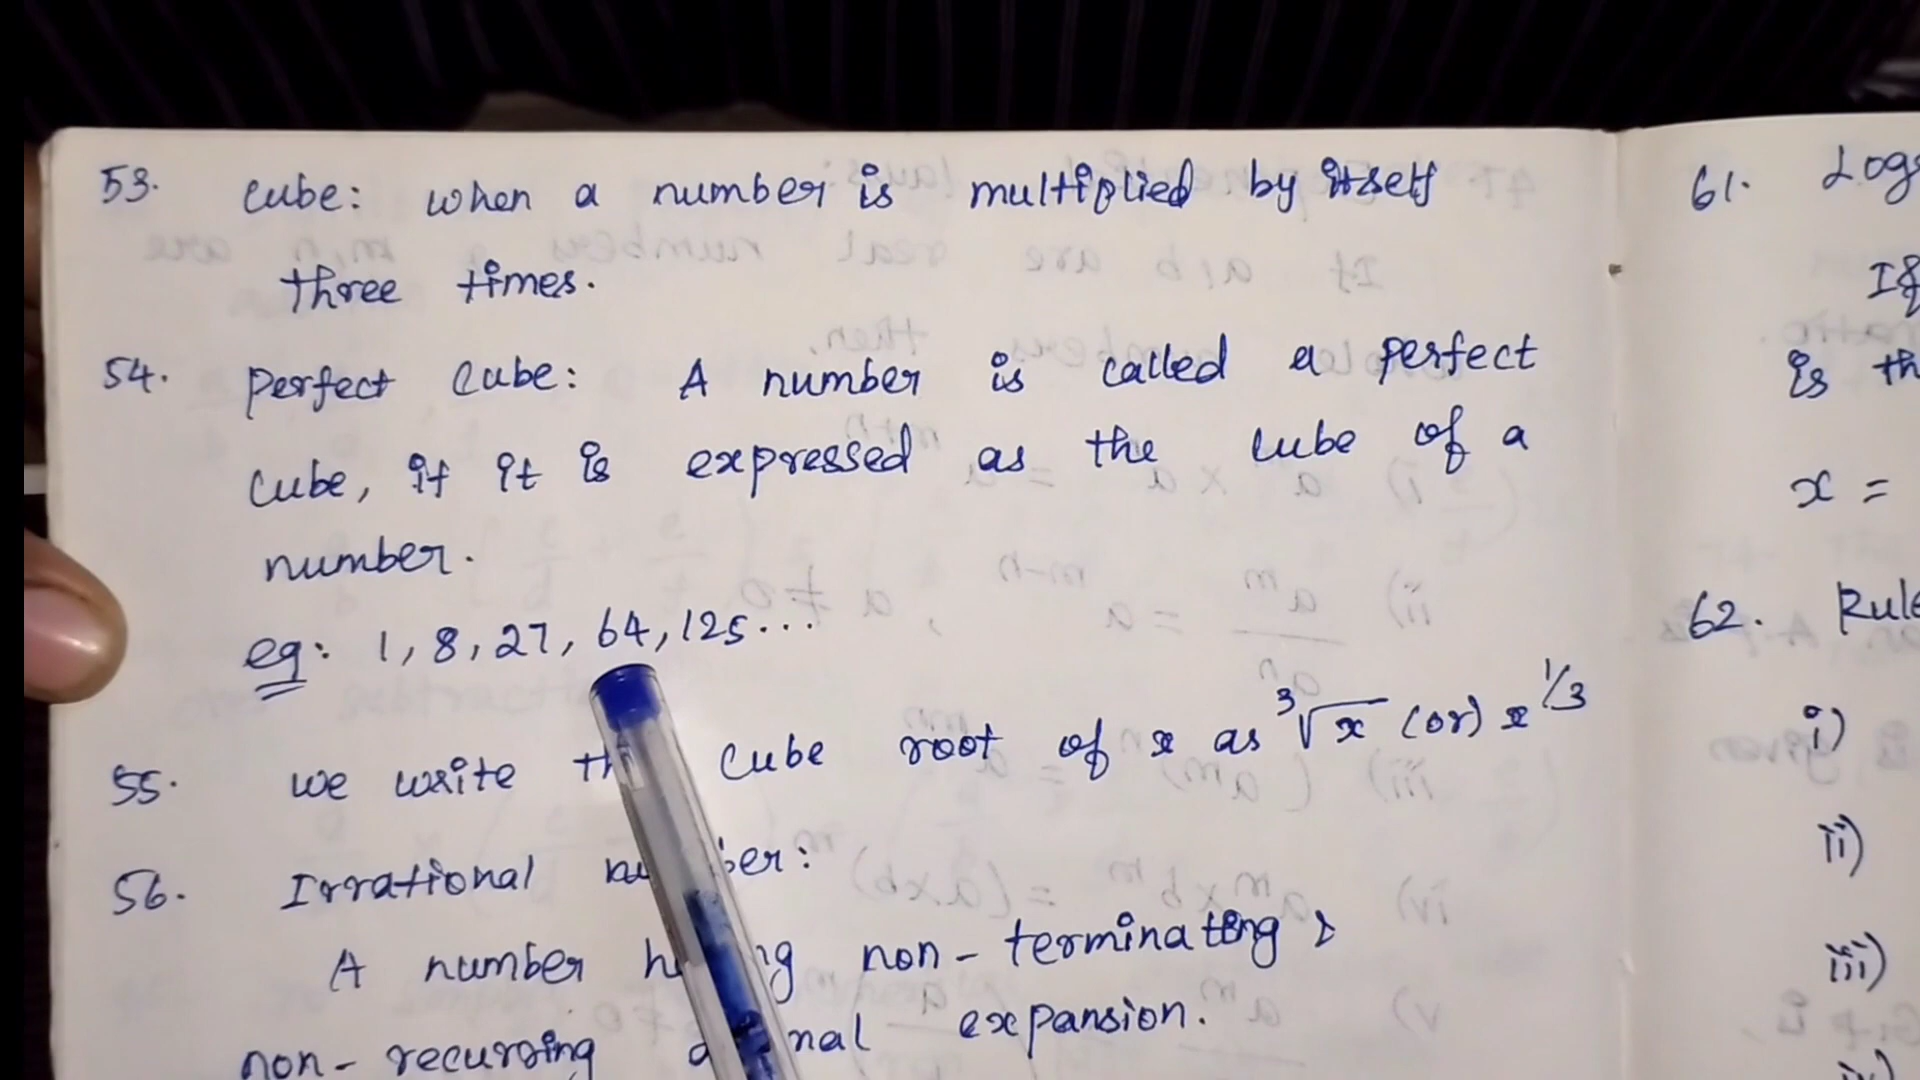 53. Cube: when a number is multiplied by itself
three times.
54. Perfect Cube: A number is called a perfect
cube, if it is expressed as the cube of a
number.
eg: 1, 8, 27, 64, 125...
55. we write cube root of x as ³√x (or) x^1/3
56. Irrational
A number non-terminating &
non-recurring expansion.
61.
If
is
x =
62.
i)
ii)
iii)